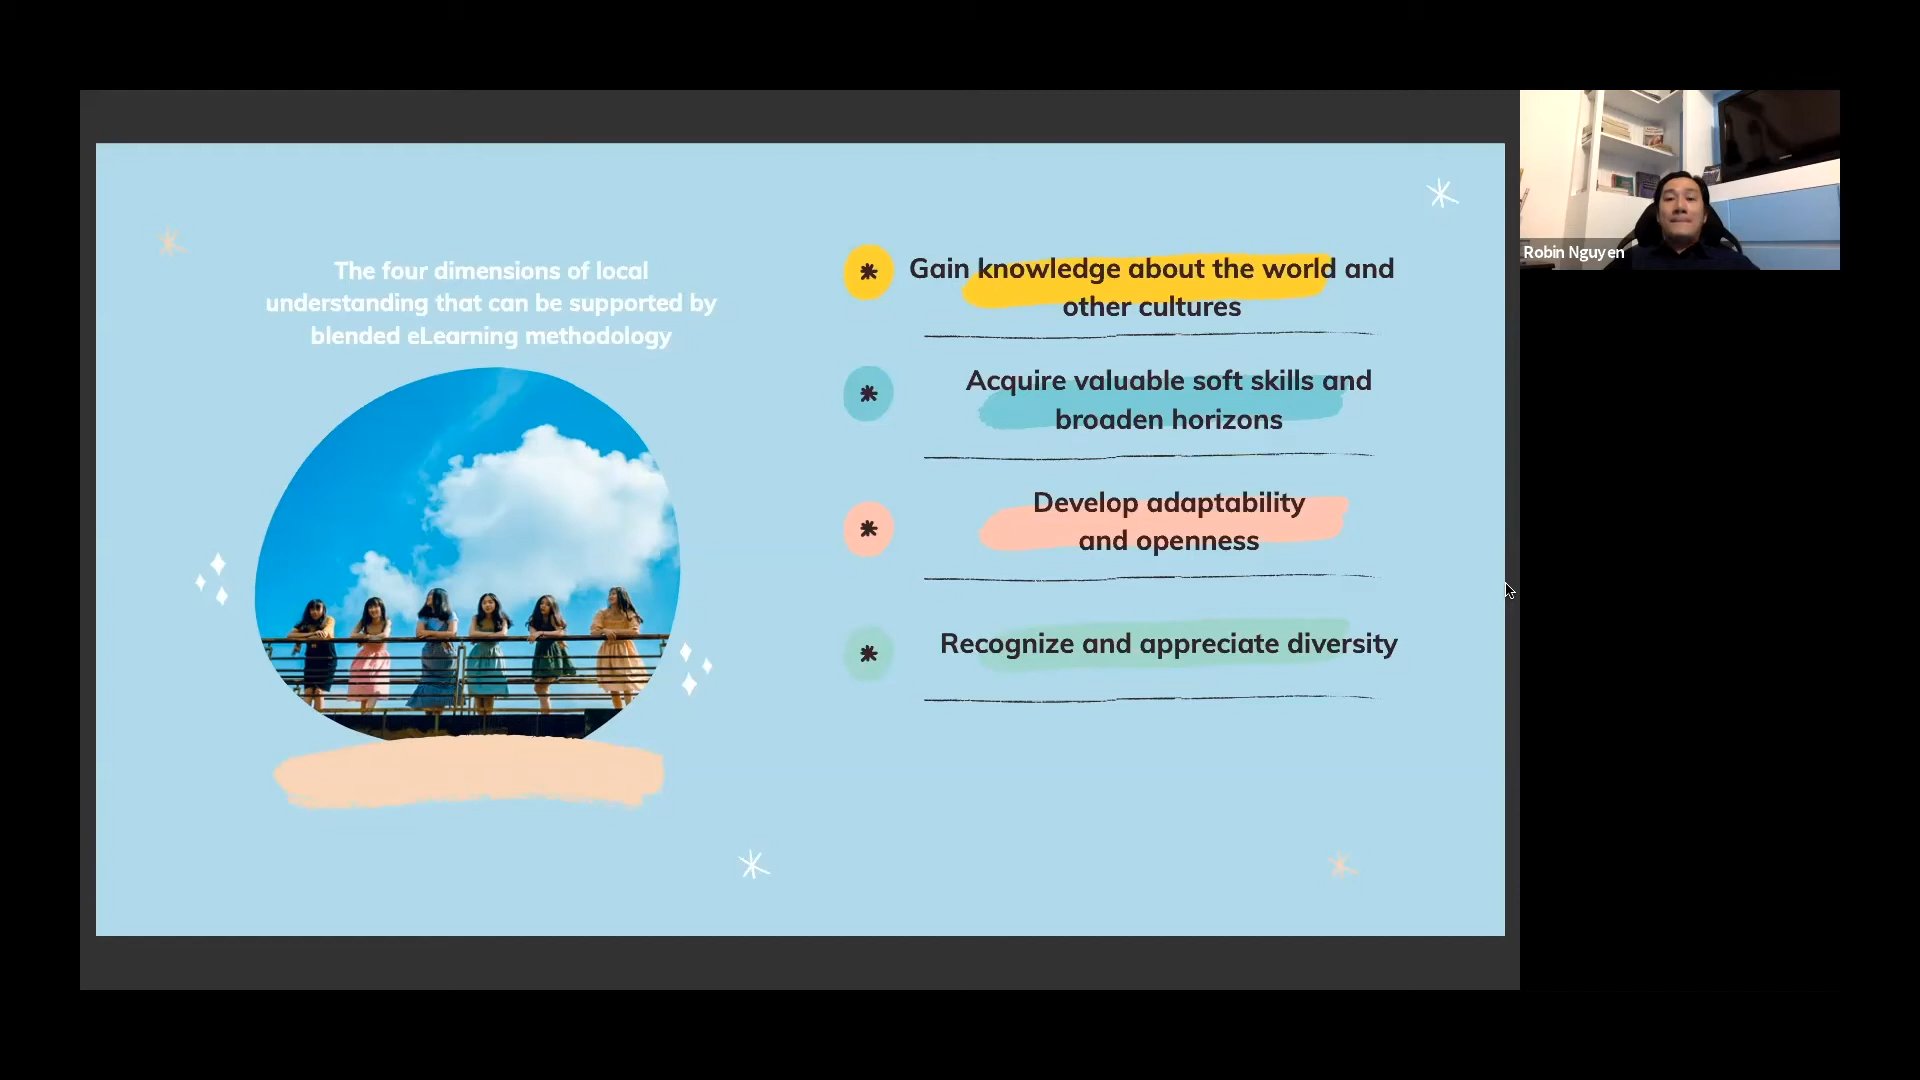 The four dimensions of local
understanding that can be supported by
blended eLearning methodology
Gain knowledge about the world and
other cultures
Acquire valuable soft skills and
broaden horizons
Develop adaptability
and openness
Recognize and appreciate diversity
Robin Nguyen